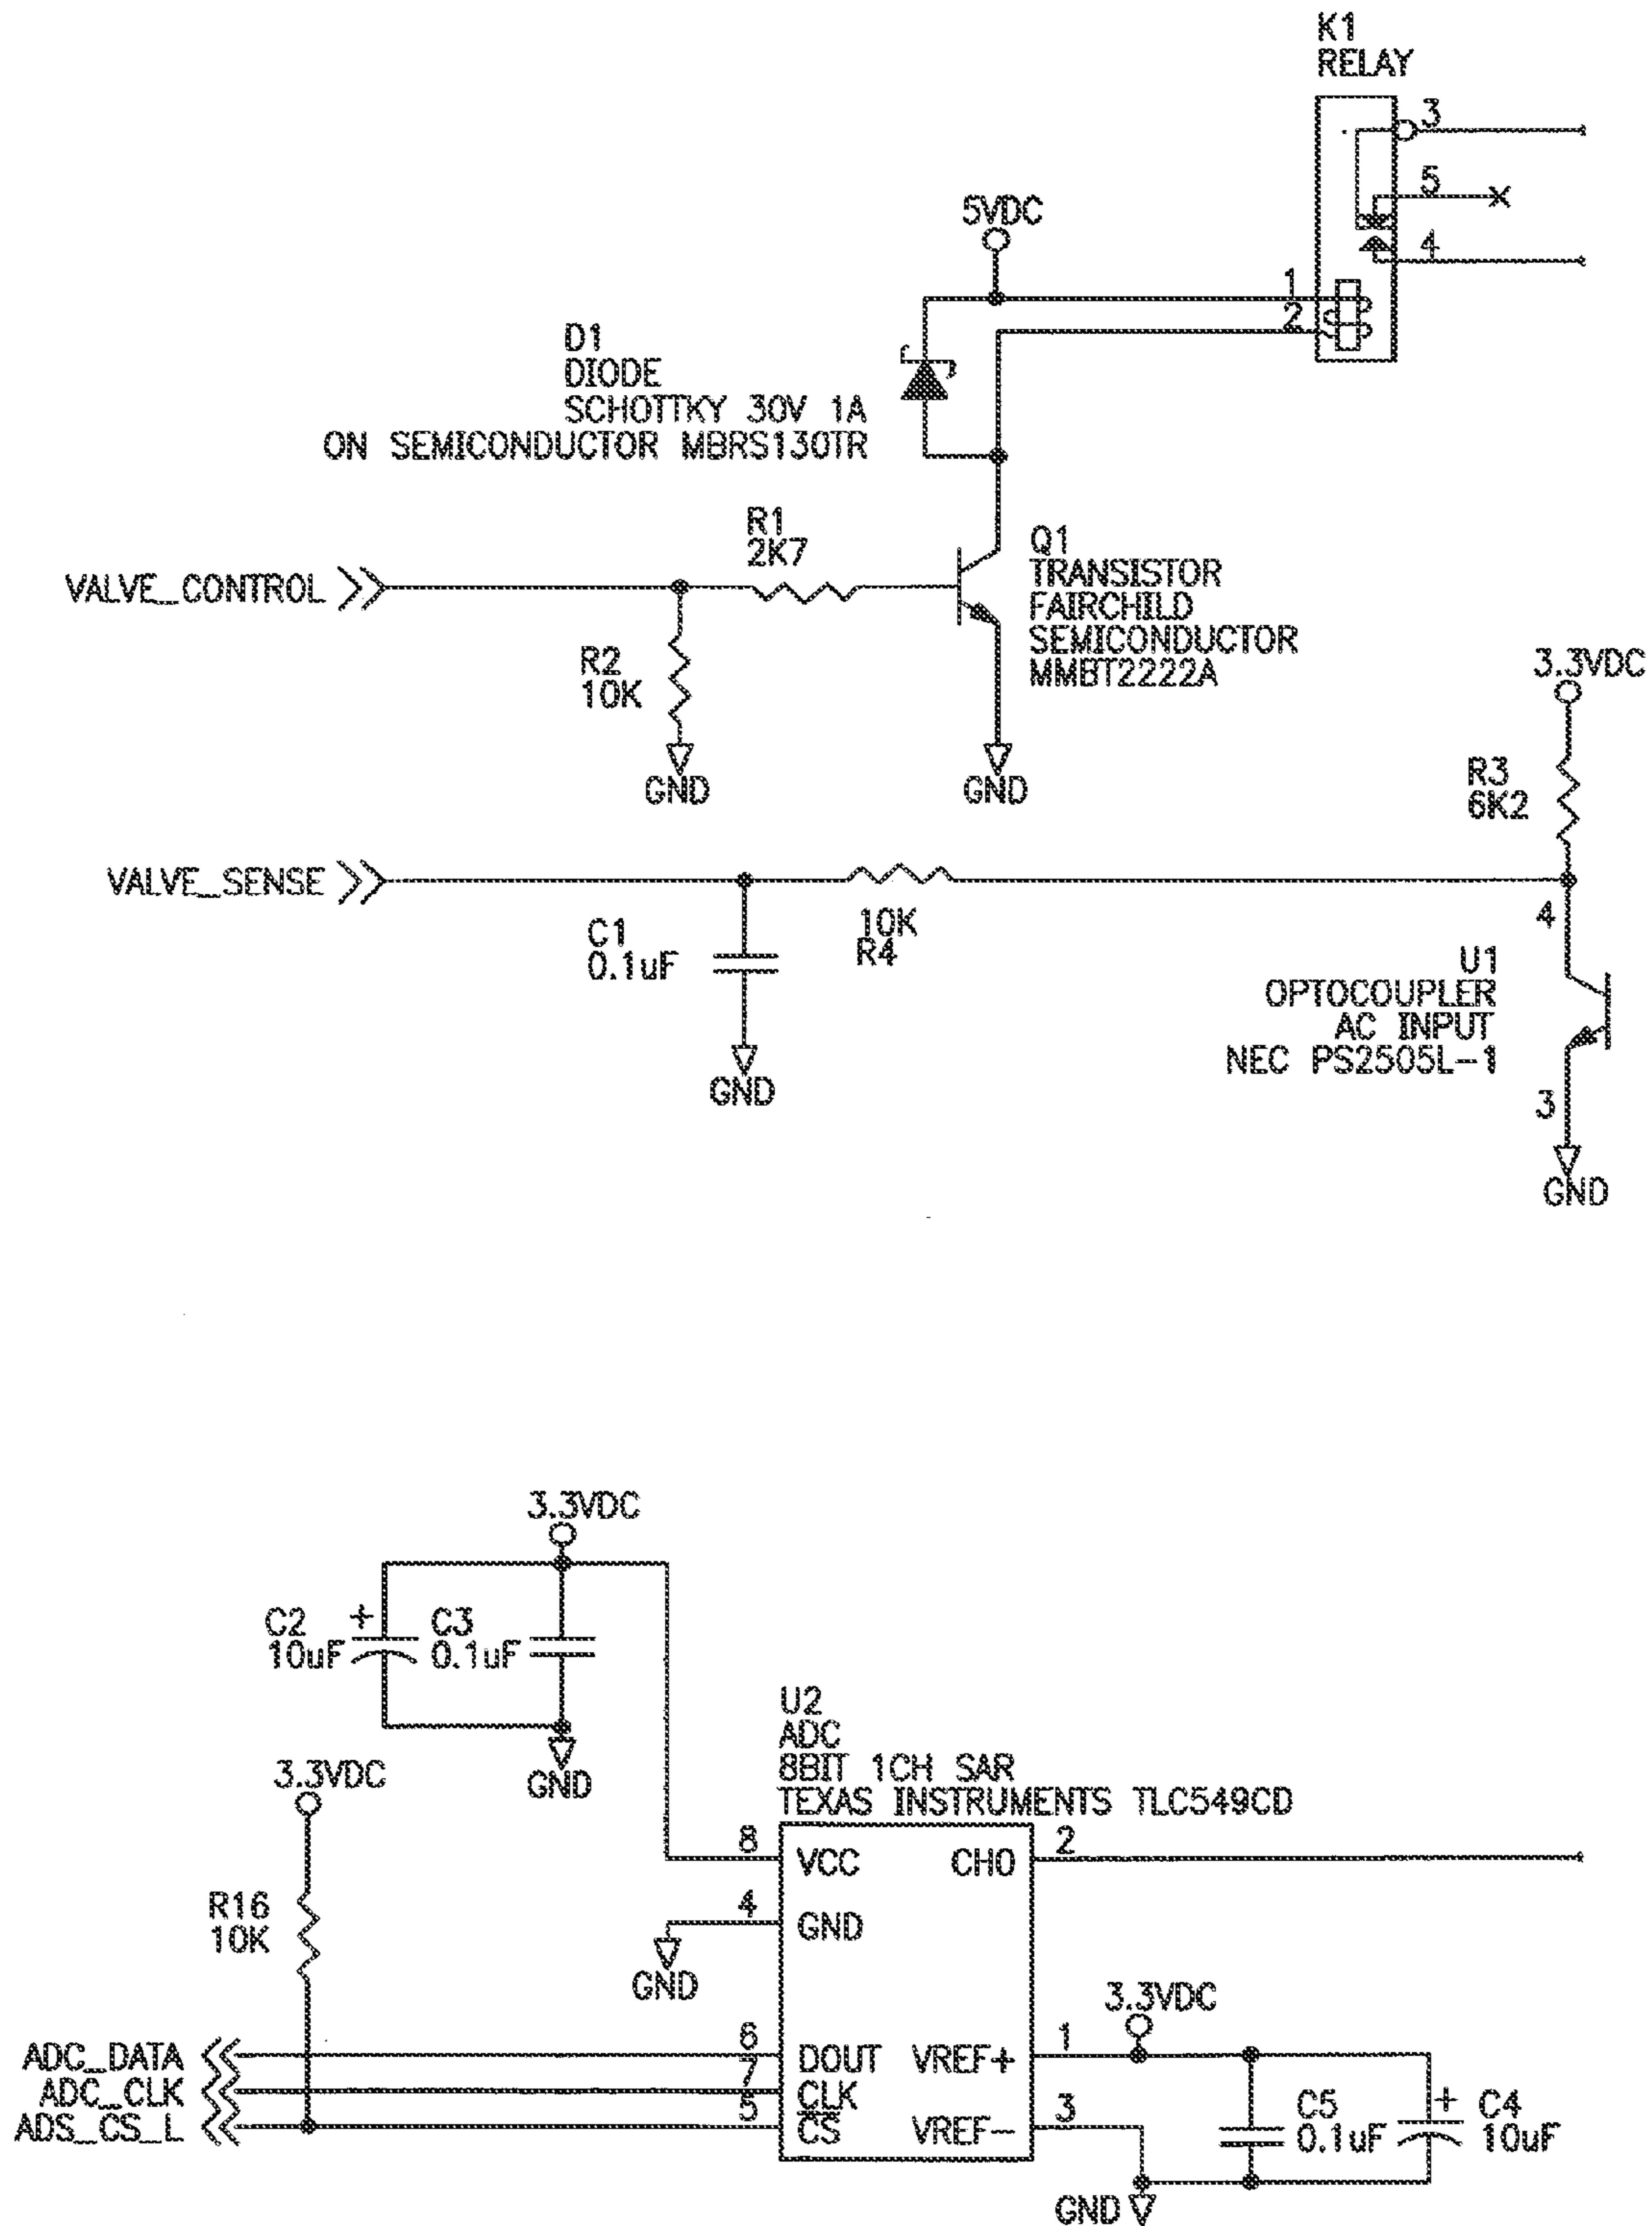 K1
RELAY
3
5
4
5VDC
1
2
D1
DIODE
SCHOTTKY 30V 1A
ON SEMICONDUCTOR MBRS130TR
R1
2K7
Q1
TRANSISTOR
FAIRCHILD
SEMICONDUCTOR
MMBT2222A
VALVE_CONTROL
R2
10K
GND
GND
3.3VDC
R3
6K2
VALVE_SENSE
10K
R4
C1
0.1uF
GND
4
U1
OPTOCOUPLER
AC INPUT
NEC PS2505L-1
3
GND
3.3VDC
C2
10uF
+
C3
0.1uF
GND
3.3VDC
R16
10K
U2
ADC
8BIT 1CH SAR
TEXAS INSTRUMENTS TLC549CD
8
VCC
CH0
2
4
GND
GND
3.3VDC
ADC_DATA
6
DOUT
VREF+
1
ADC_CLK
7
CLK
ADS_CS_L
5
CS
VREF-
3
C5
0.1uF
+
C4
10uF
GND